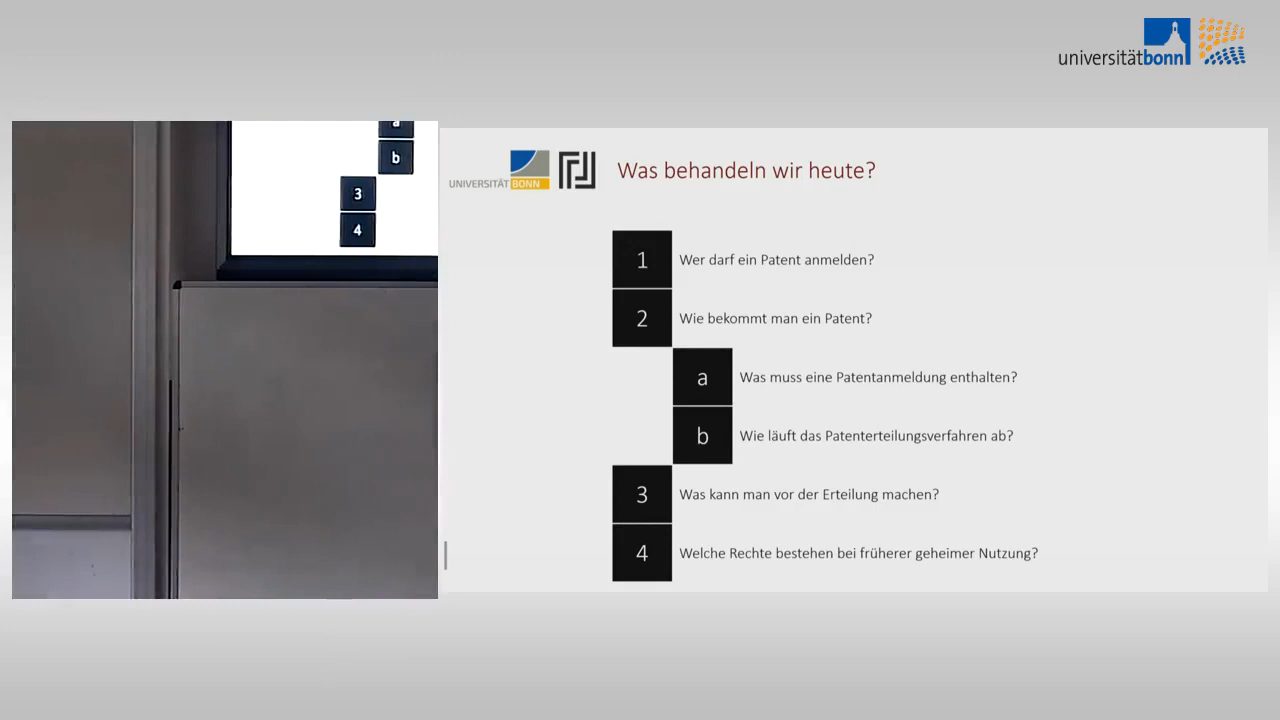 universitätbonn
a
b
3
4
UNIVERSITÄT BONN
Was behandeln wir heute?
1 Wer darf ein Patent anmelden?
2 Wie bekommt man ein Patent?
a Was muss eine Patentanmeldung enthalten?
b Wie läuft das Patenterteilungsverfahren ab?
3 Was kann man vor der Erteilung machen?
4 Welche Rechte bestehen bei früherer geheimer Nutzung?